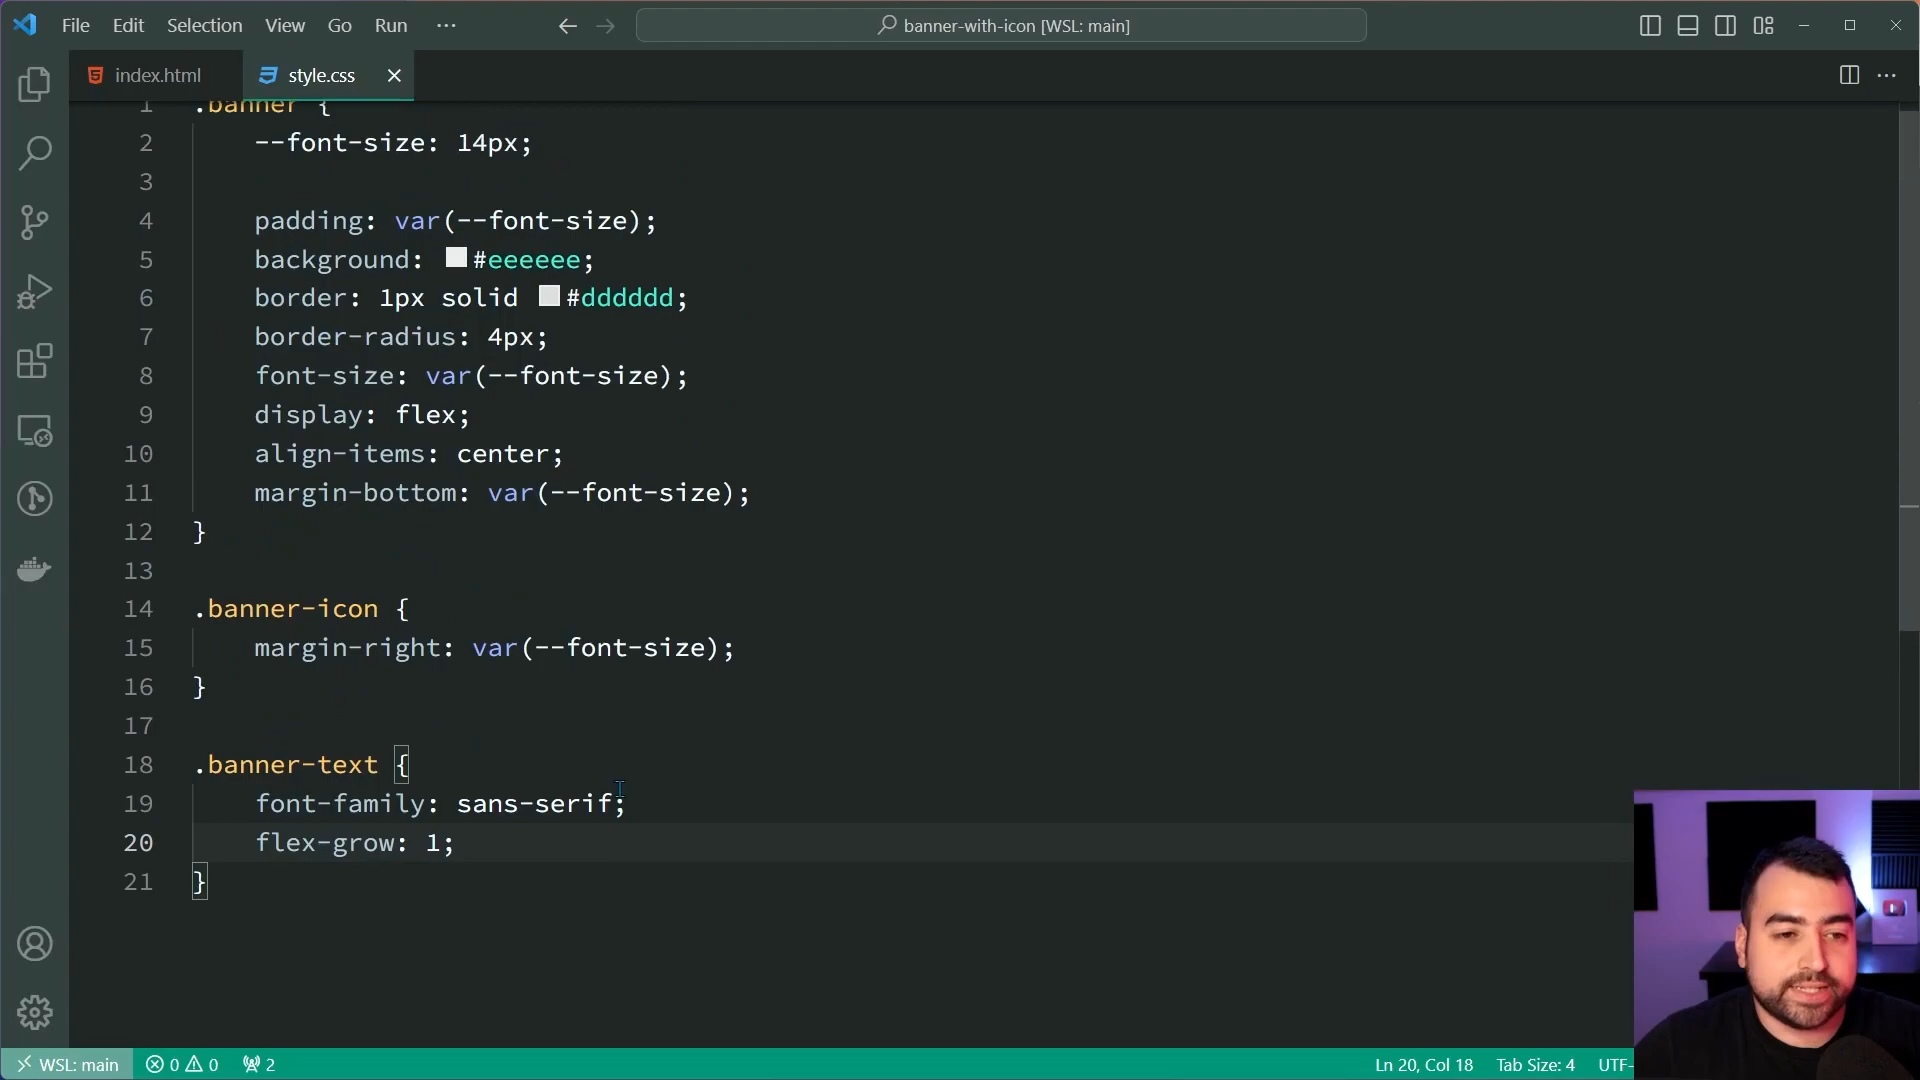 File Edit Selection View Go Run ··· banner-with-icon [WSL: main]
index.html style.css
1 .banner {
2 --font-size: 14px;
3
4 padding: var(--font-size);
5 background: #eeeeee;
6 border: 1px solid #dddddd;
7 border-radius: 4px;
8 font-size: var(--font-size);
9 display: flex;
10 align-items: center;
11 margin-bottom: var(--font-size);
12 }
13
14 .banner-icon {
15 margin-right: var(--font-size);
16 }
17
18 .banner-text {
19 font-family: sans-serif;
20 flex-grow: 1;
21 }
WSL: main 0 0 2 Ln 20, Col 18 Tab Size: 4 UTF-